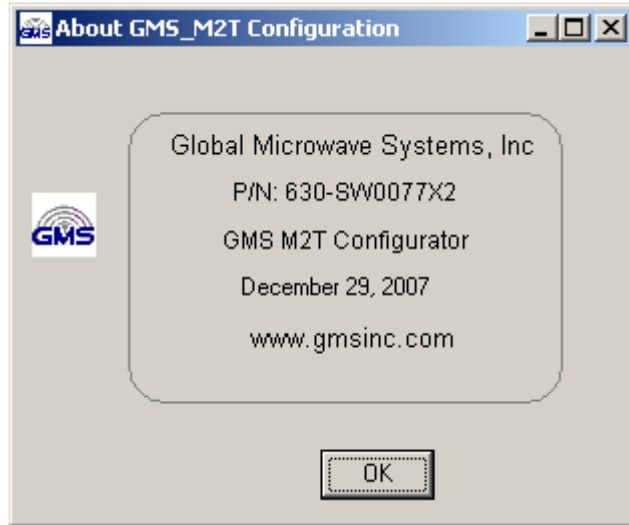 GMS About GMS_M2T Configuration
Global Microwave Systems, Inc
P/N: 630-SW0077X2
GMS
GMS M2T Configurator
December 29, 2007
www.gmsinc.com
OK